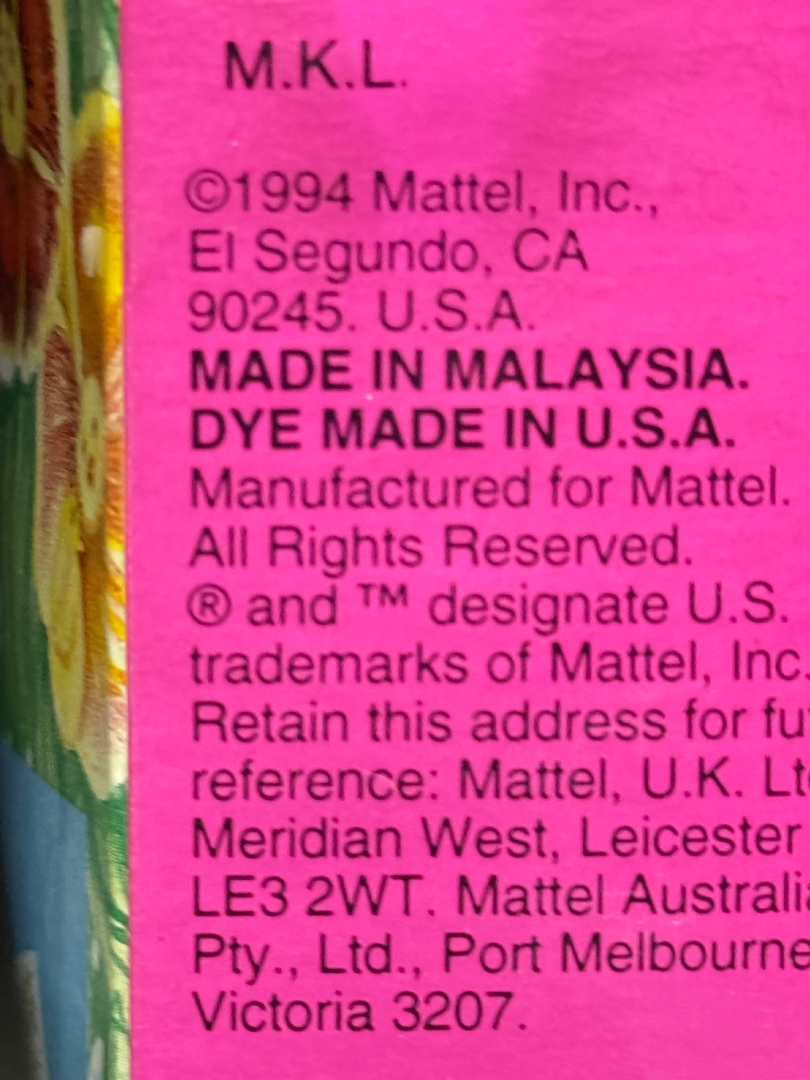 M.K.L.
©1994 Mattel, Inc.,
El Segundo, CA
90245. U.S.A.
MADE IN MALAYSIA.
DYE MADE IN U.S.A.
Manufactured for Mattel.
All Rights Reserved.
® and ™ designate U.S.
trademarks of Mattel, Inc.
Retain this address for
reference: Mattel, U.K.
Meridian West, Leicester
LE3 2WT. Mattel
Pty., Ltd., Port Melbourne
Victoria 3207.